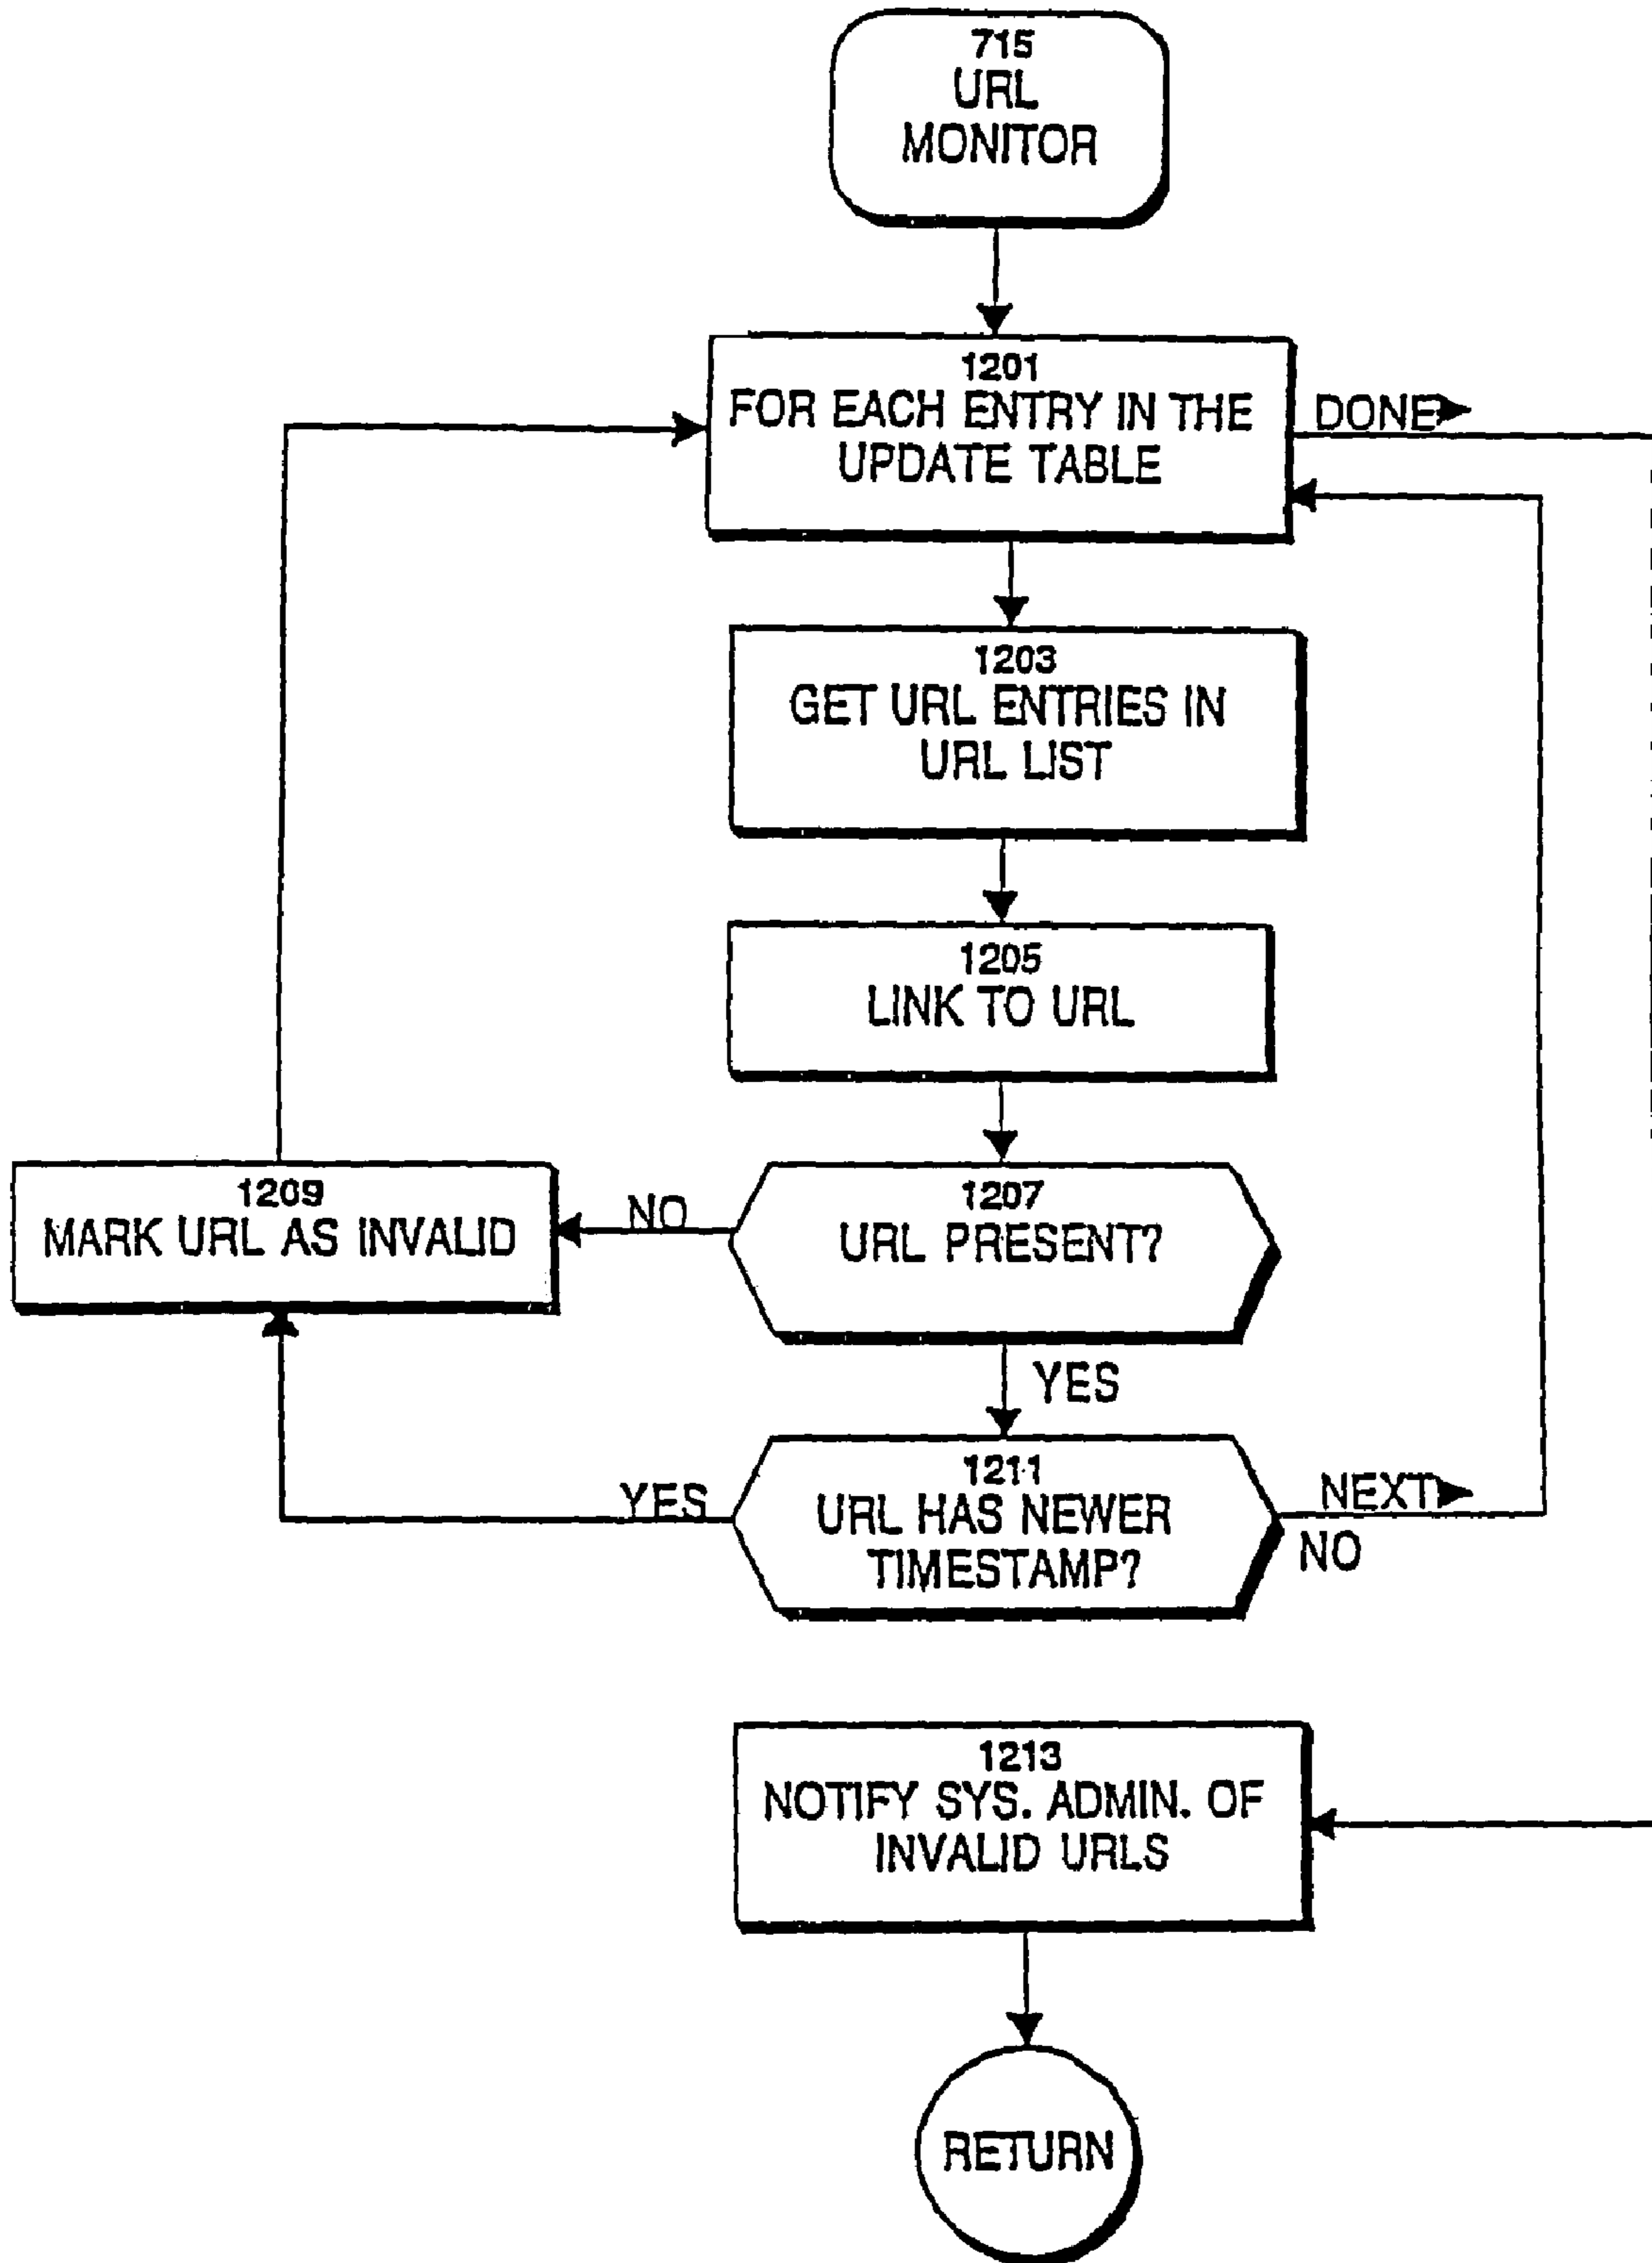 715
URL
MONITOR
1201
FOR EACH ENTRY IN THE
UPDATE TABLE
DONE
1203
GET URL ENTRIES IN
URL LIST
1205
LINK TO URL
1209
MARK URL AS INVALID
NO
1207
URL PRESENT?
YES
YES
1211
URL HAS NEWER
TIMESTAMP?
NEXT
NO
1213
NOTIFY SYS. ADMIN. OF
INVALID URLS
RETURN